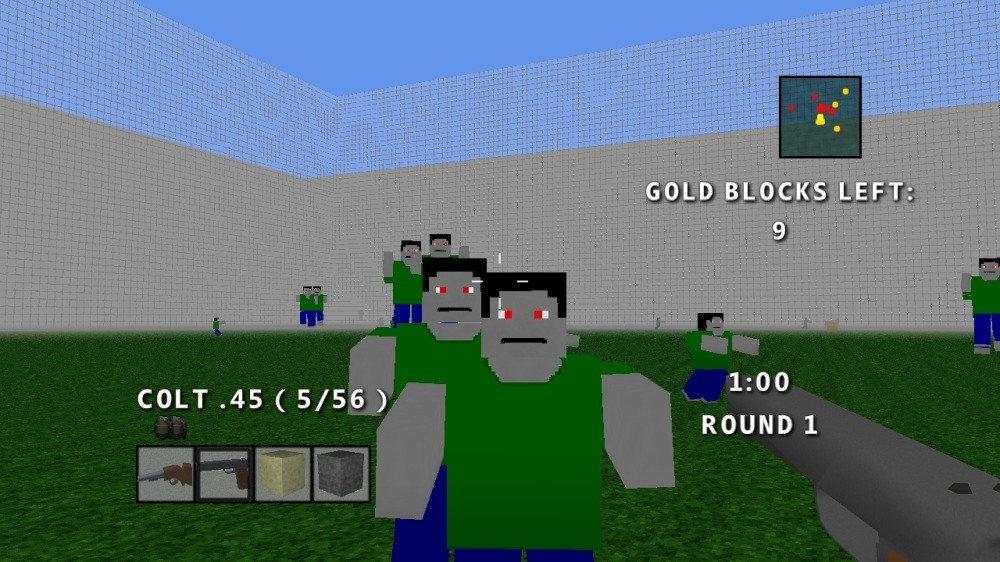 GOLD BLOCKS LEFT:
9
COLT .45 ( 5/56 )
1:00
ROUND 1